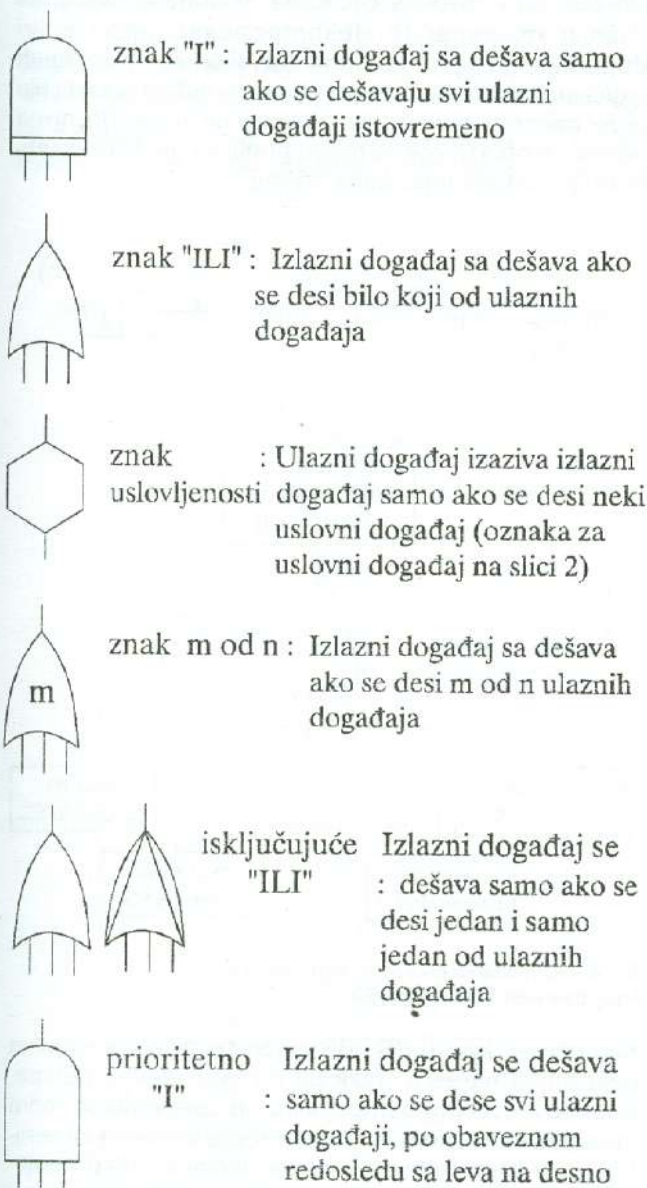 znak "I" : Izlazni događaj sa dešava samo
ako se dešavaju svi ulazni
događaji istovremeno
znak "ILI" : Izlazni događaj sa dešava ako
se desi bilo koji od ulaznih
događaja
znak : Ulazni događaj izaziva izlazni
uslovljenosti događaj samo ako se desi neki
uslovni događaj (oznaka za
uslovni događaj na slici 2)
znak m od n : Izlazni događaj sa dešava
ako se desi m od n ulaznih
događaja
m
isključujuće Izlazni događaj se
"ILI" : dešava samo ako se
desi jedan i samo
jedan od ulaznih
događaja
prioritetno Izlazni događaj se dešava
"I" : samo ako se dese svi ulazni
događaji, po obaveznom
redosledu sa leva na desno